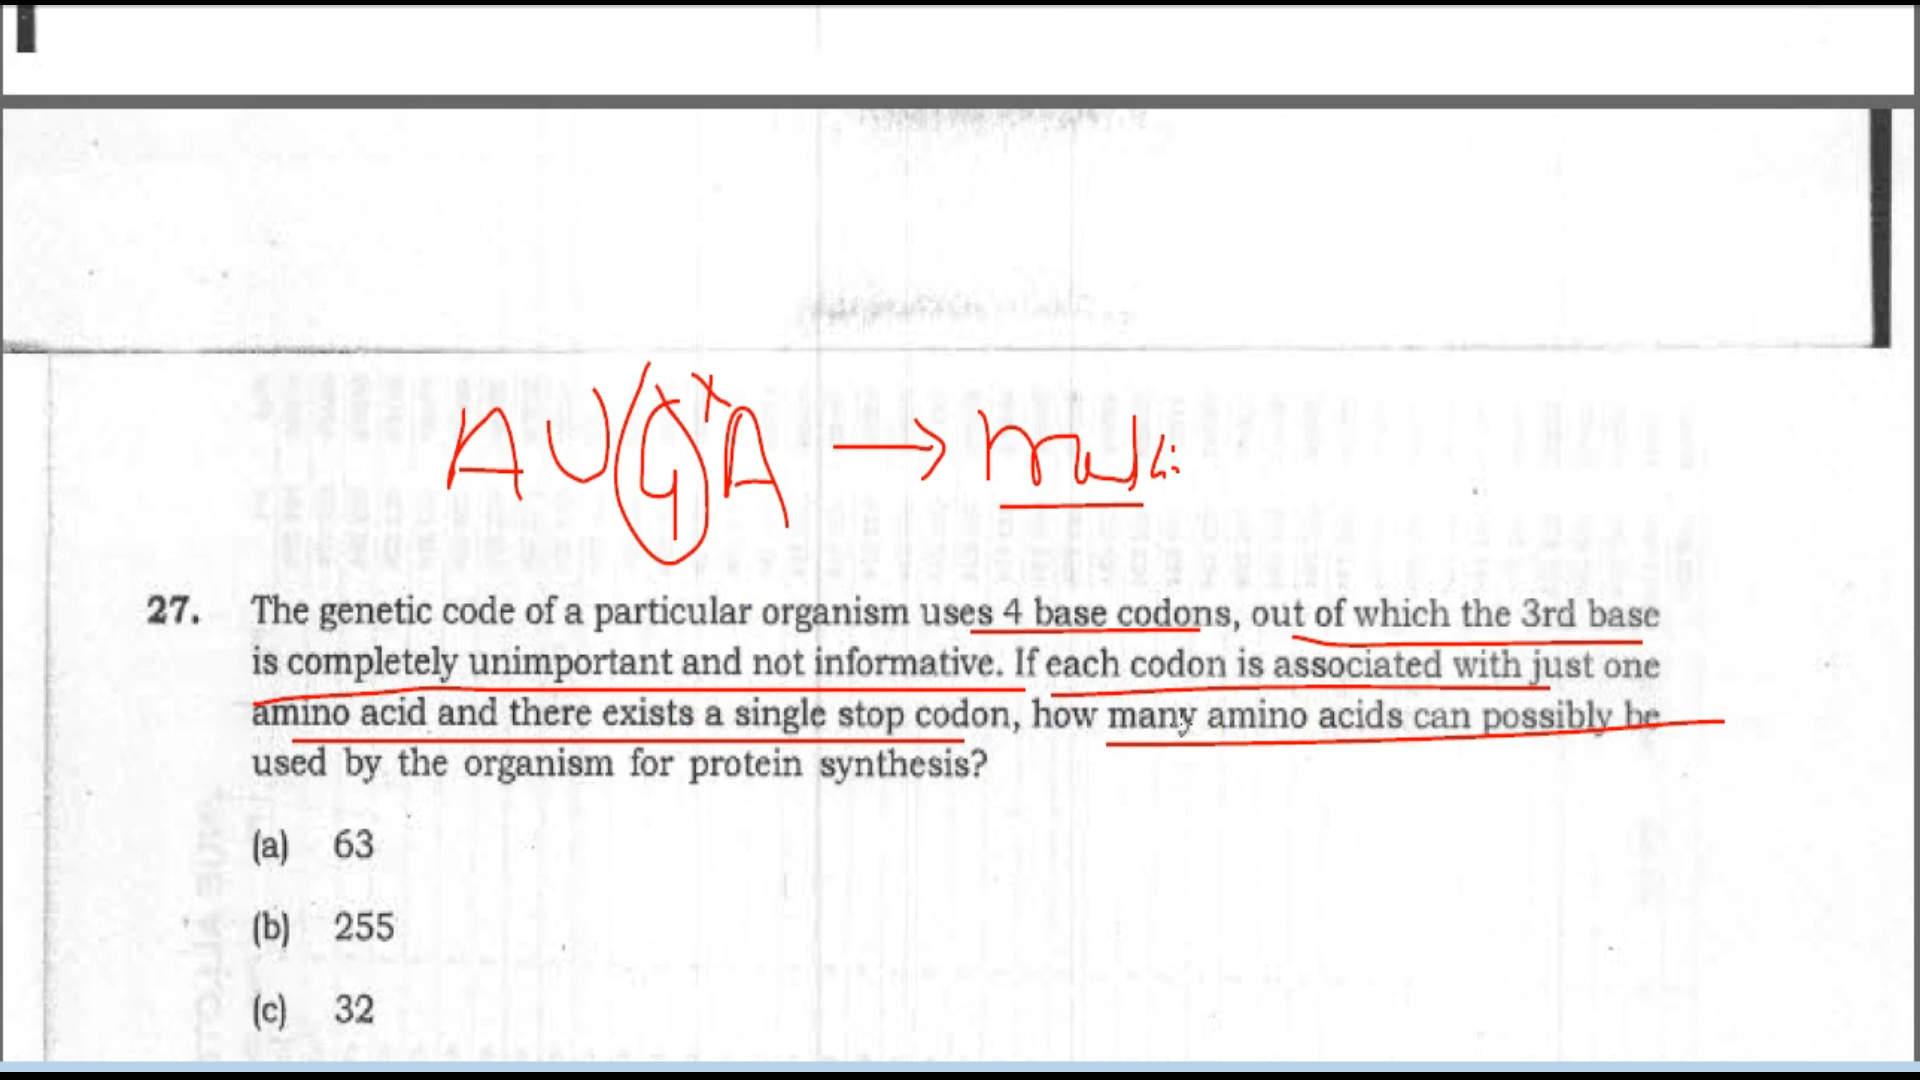 AUGA →
27. The genetic code of a particular organism uses 4 base codons, out of which the 3rd base
is completely unimportant and not informative. If each codon is associated with just one
amino acid and there exists a single stop codon, how many amino acids can possibly be
used by the organism for protein synthesis?
(a) 63
(b) 255
(c) 32